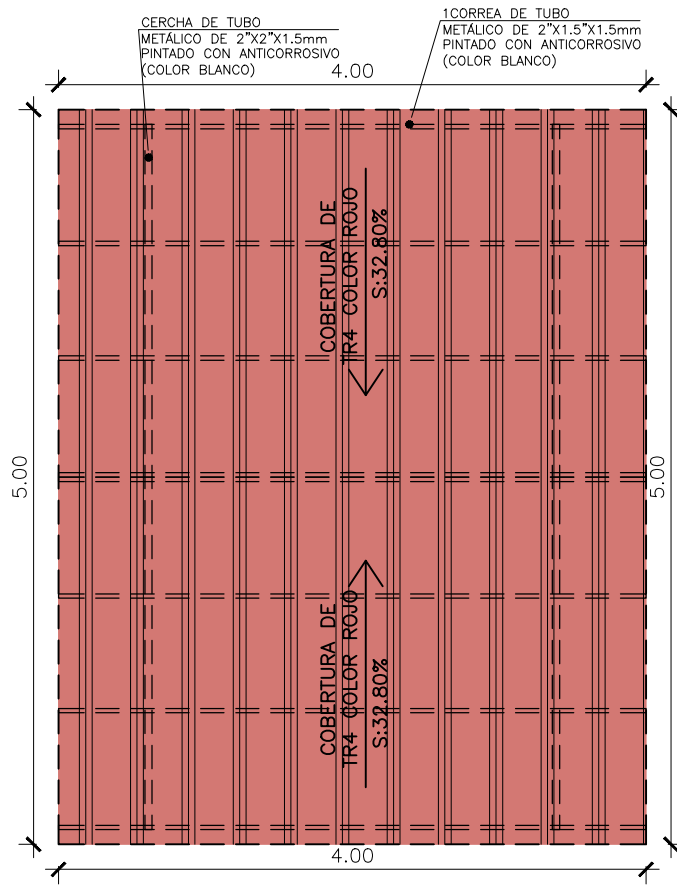 CERCHA DE TUBO
METÁLICO DE 2"X2"X1.5mm
PINTADO CON ANTICORROSIVO
(COLOR BLANCO)
1CORREA DE TUBO
METÁLICO DE 2"X1.5"X1.5mm
PINTADO CON ANTICORROSIVO
(COLOR BLANCO)
4.00
5.00
COBERTURA DE
TR4 COLOR ROJO
S:32.80%
5.00
COBERTURA DE
TR4 COLOR ROJO
S:32.80%
4.00